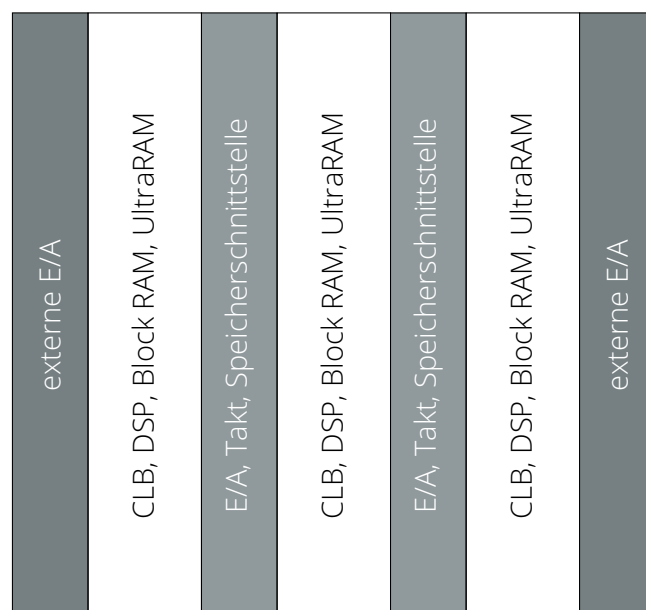 externe E/A
CLB, DSP, Block RAM, UltraRAM
E/A, Takt, Speicherschnittstelle
CLB, DSP, Block RAM, UltraRAM
E/A, Takt, Speicherschnittstelle
CLB, DSP, Block RAM, UltraRAM
externe E/A